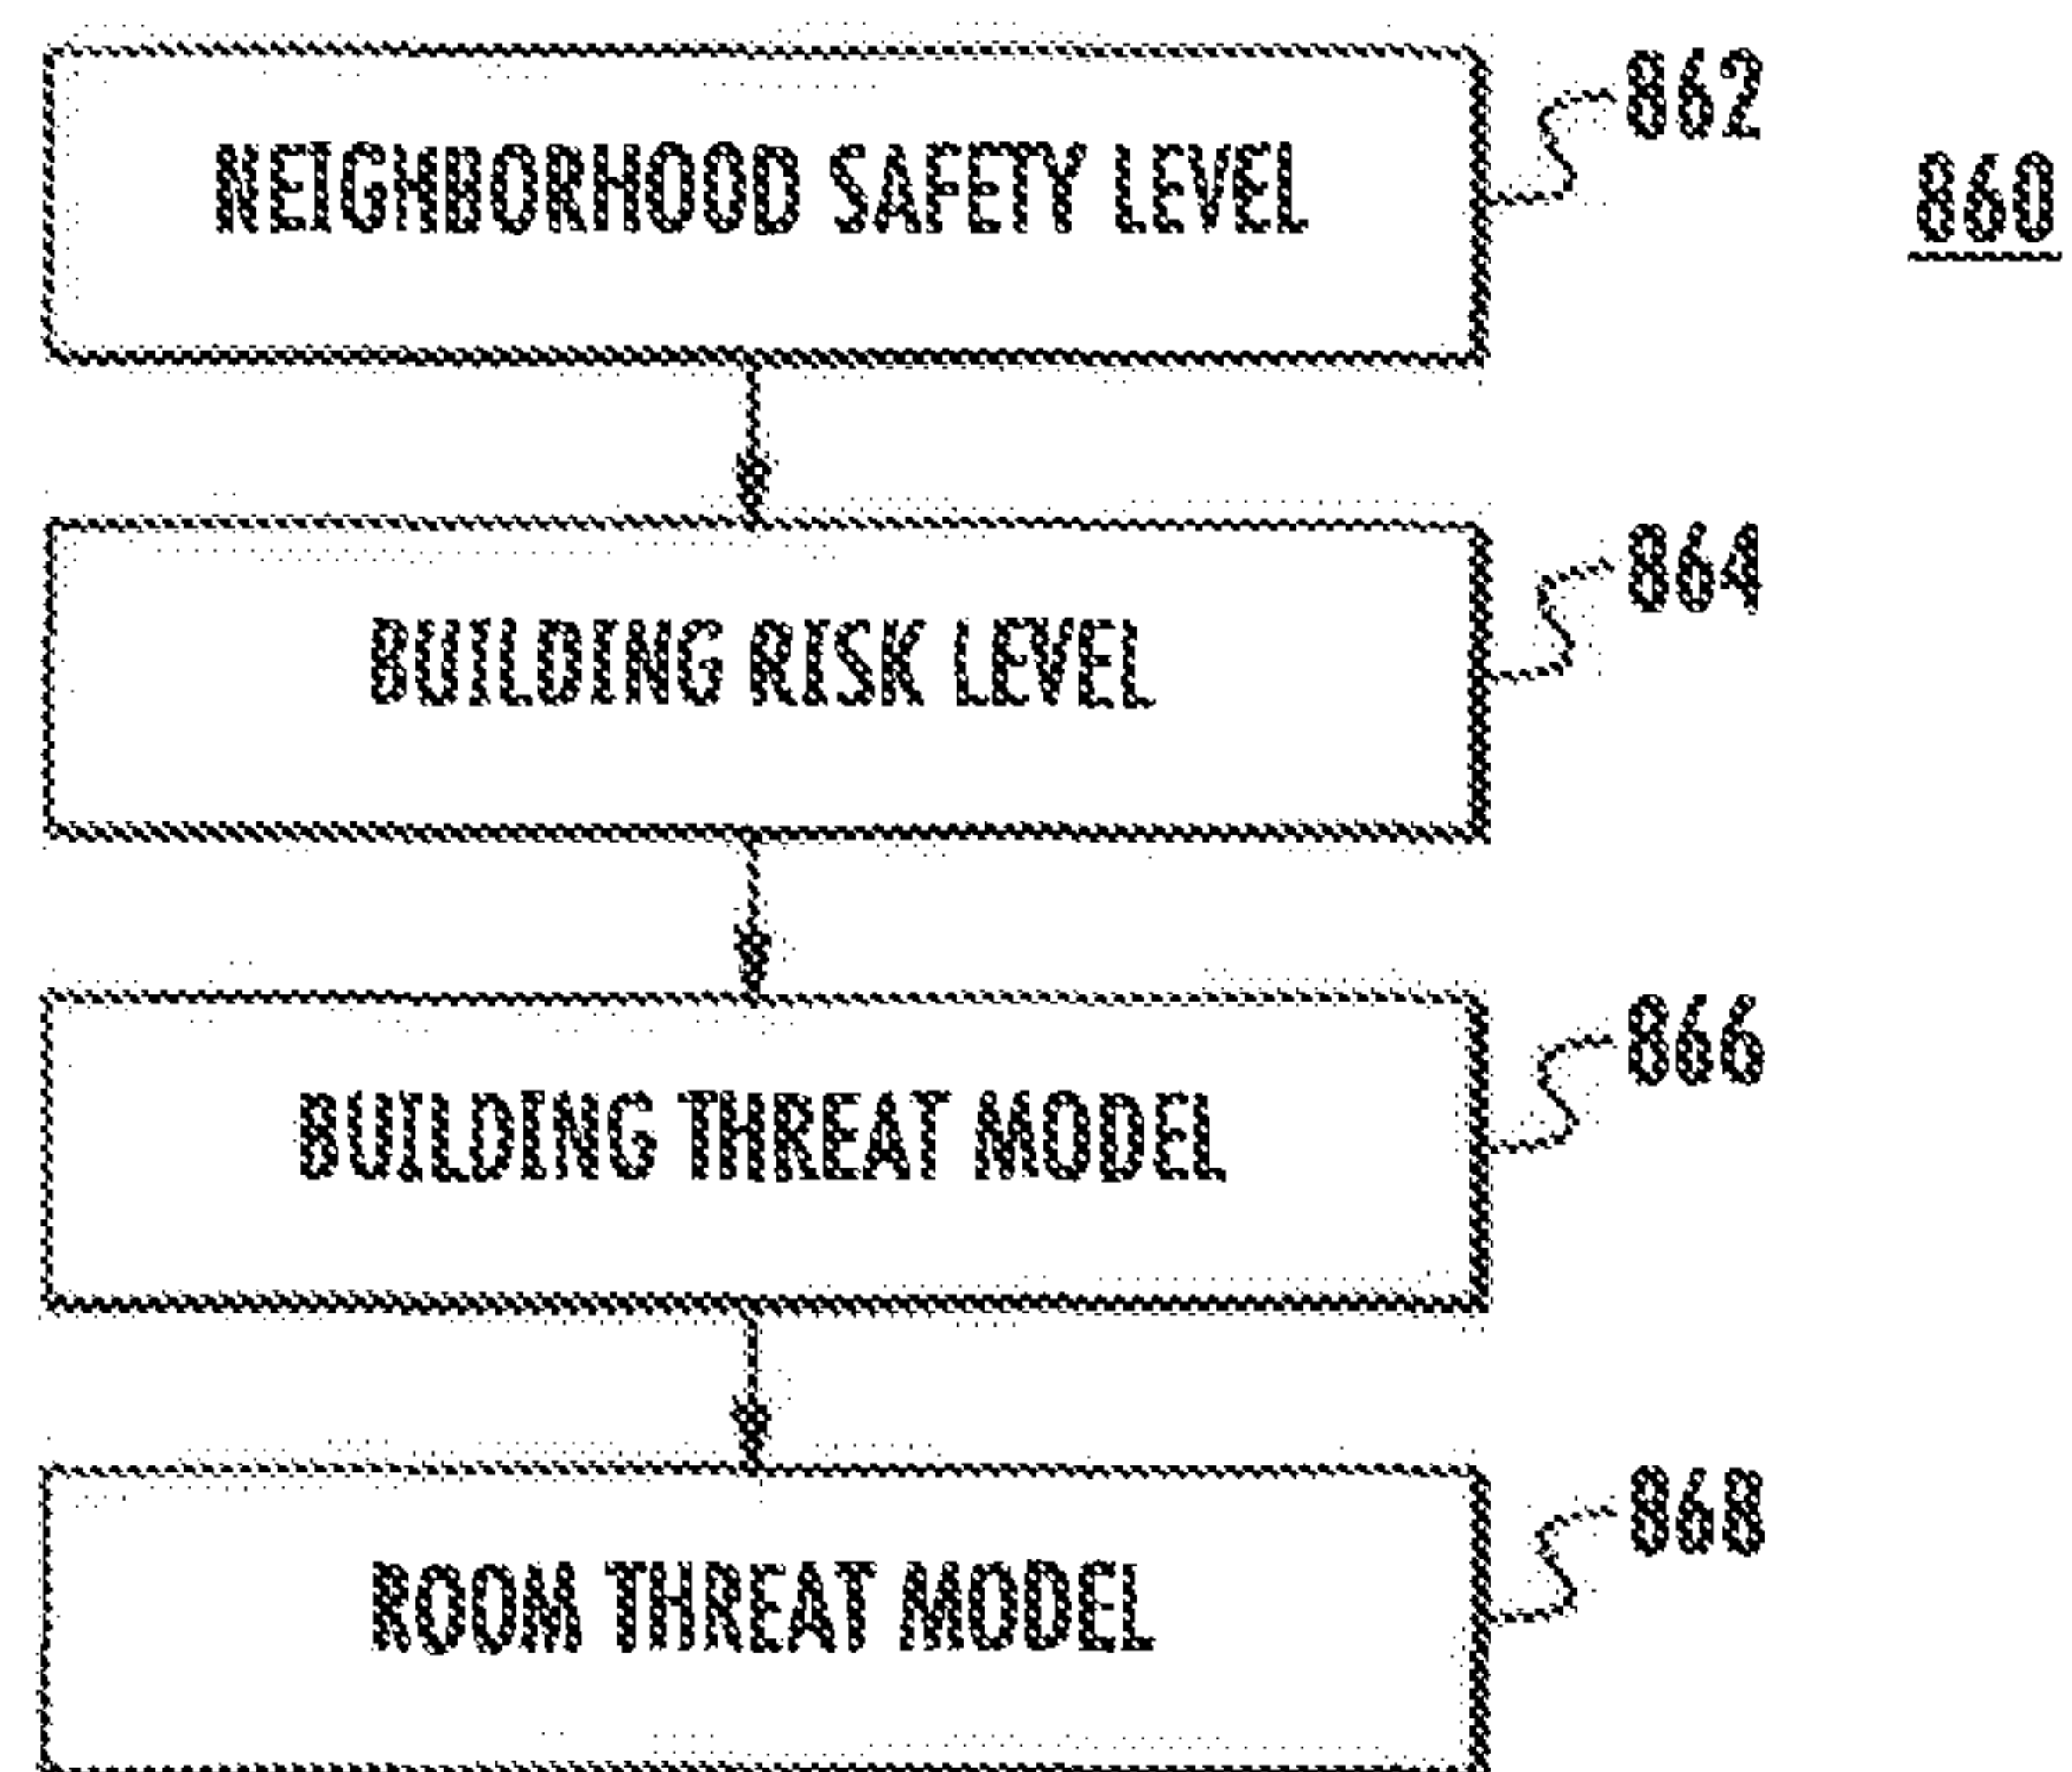 NEIGHBORHOOD SAFETY LEVEL
862
860
BUILDING RISK LEVEL
864
BUILDING THREAT MODEL
866
ROOM THREAT MODEL
868